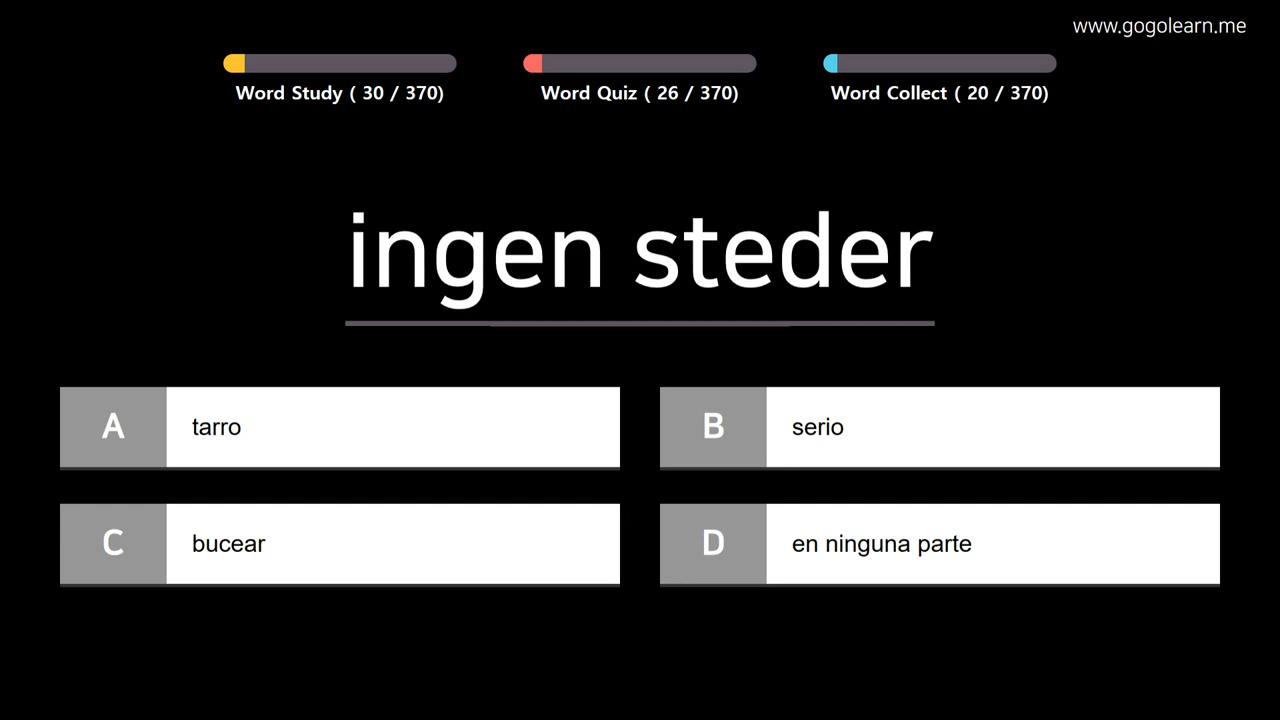 www.gogolearn.me
Word Study ( 30 / 370)
Word Quiz ( 26 / 370)
Word Collect ( 20 / 370)
ingen steder
A tarro
B serio
C bucear
D en ninguna parte